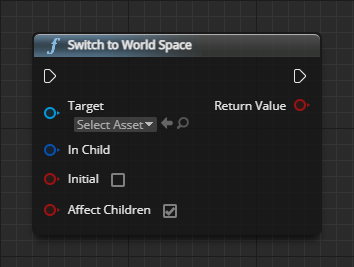 f Switch to World Space
Target
Return Value
Select Asset
In Child
Initial
Affect Children